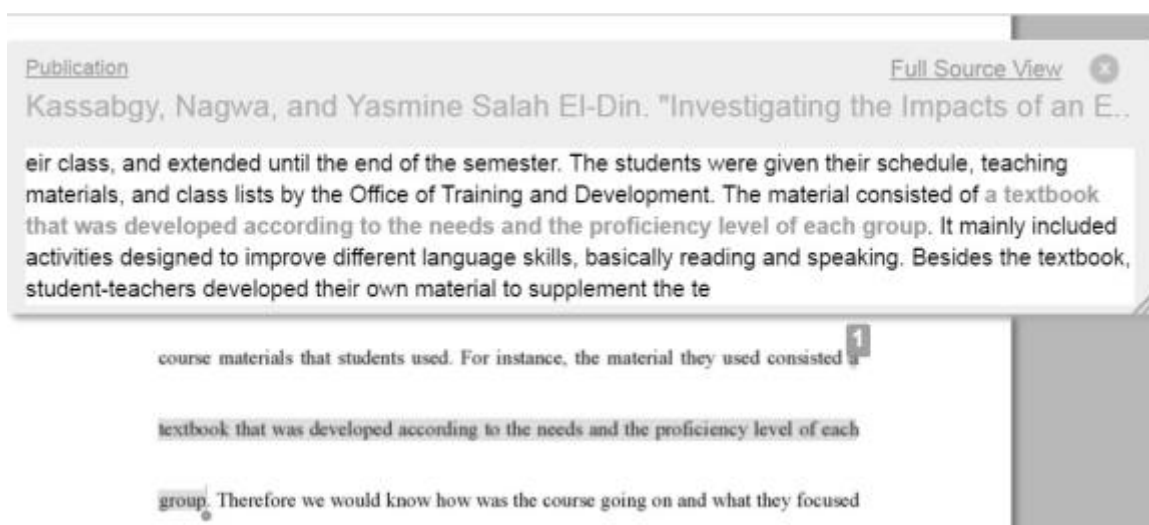 Publication Full Source View x
Kassabgy, Nagwa, and Yasmine Salah El-Din. "Investigating the Impacts of an E..
eir class, and extended until the end of the semester. The students were given their schedule, teaching
materials, and class lists by the Office of Training and Development. The material consisted of a textbook
that was developed according to the needs and the proficiency level of each group. It mainly included
activities designed to improve different language skills, basically reading and speaking. Besides the textbook,
student-teachers developed their own material to supplement the te
1
course materials that students used. For instance, the material they used consisted a
textbook that was developed according to the needs and the proficiency level of each
group. Therefore we would know how was the course going on and what they focused